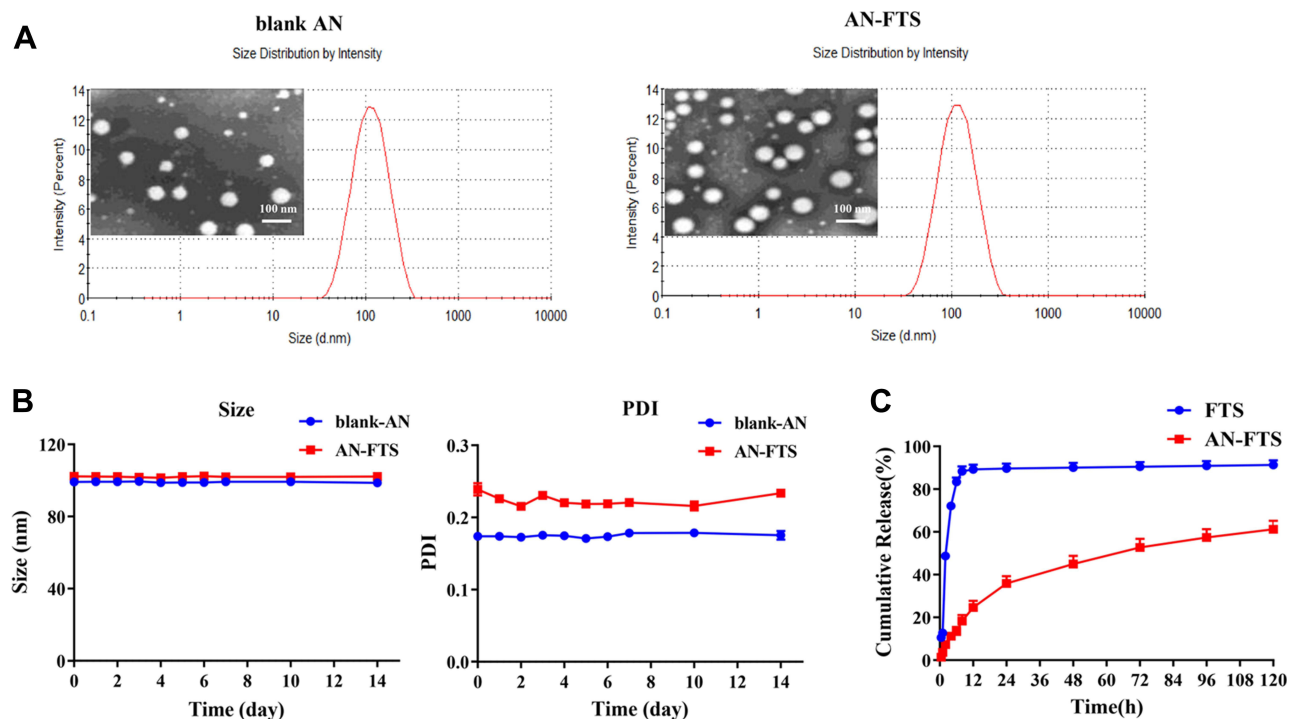 A
blank AN
Size Distribution by Intensity
Intensity (Percent)
14
12
10
8
6
4
2
0
100 nm
0.1 1 10 100 1000 10000
Size (d.nm)
AN-FTS
Size Distribution by Intensity
Intensity (Percent)
14
12
10
8
6
4
2
0
100 nm
0.1 1 10 100 1000 10000
Size (d.nm)
B
Size
blank-AN
AN-FTS
Size (nm)
120
80
40
0
0 2 4 6 8 10 12 14
Time (day)
PDI
blank-AN
AN-FTS
PDI
0.3
0.2
0.1
0.0
0 2 4 6 8 10 12 14
Time (day)
C
FTS
AN-FTS
Cumulative Release(%)
100
80
60
40
20
0
0 12 24 36 48 60 72 84 96 108 120
Time(h)